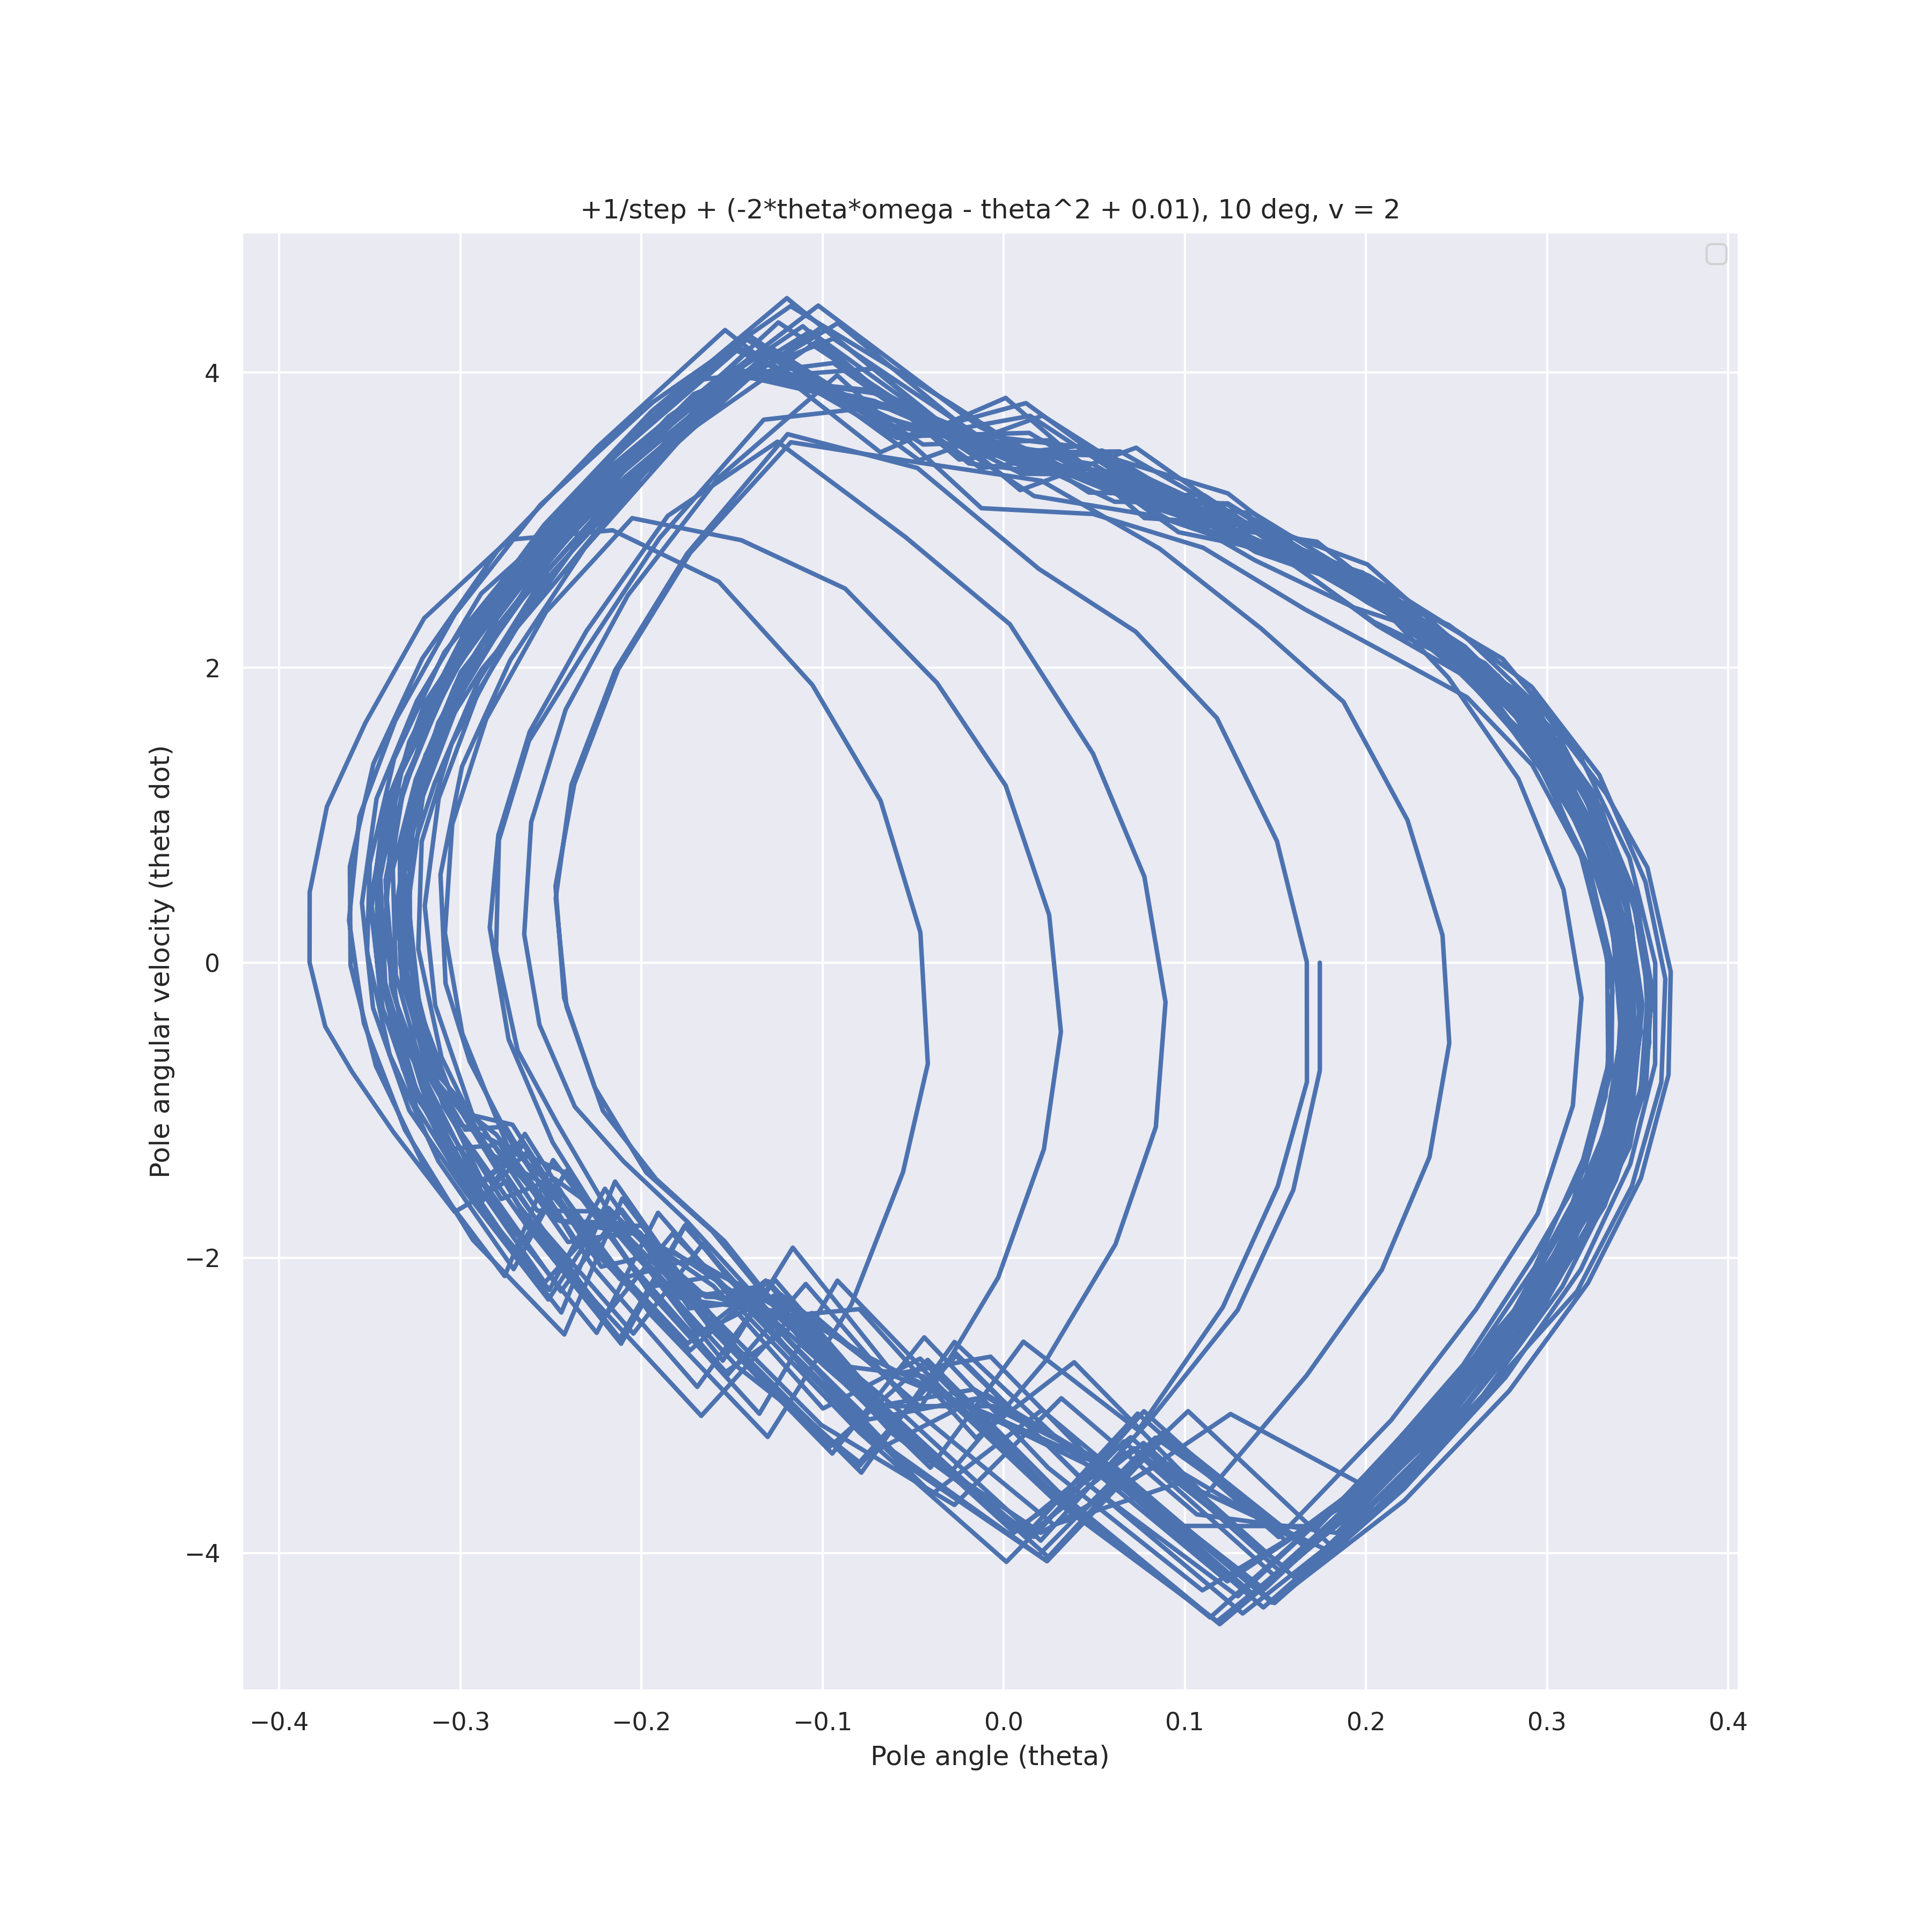 +1/step + (-2*theta*omega - theta^2 + 0.01), 10 deg, v = 2
4
2
0
−2
−4
Pole angular velocity (theta dot)
−0.4 −0.3 −0.2 −0.1 0.0 0.1 0.2 0.3 0.4
Pole angle (theta)